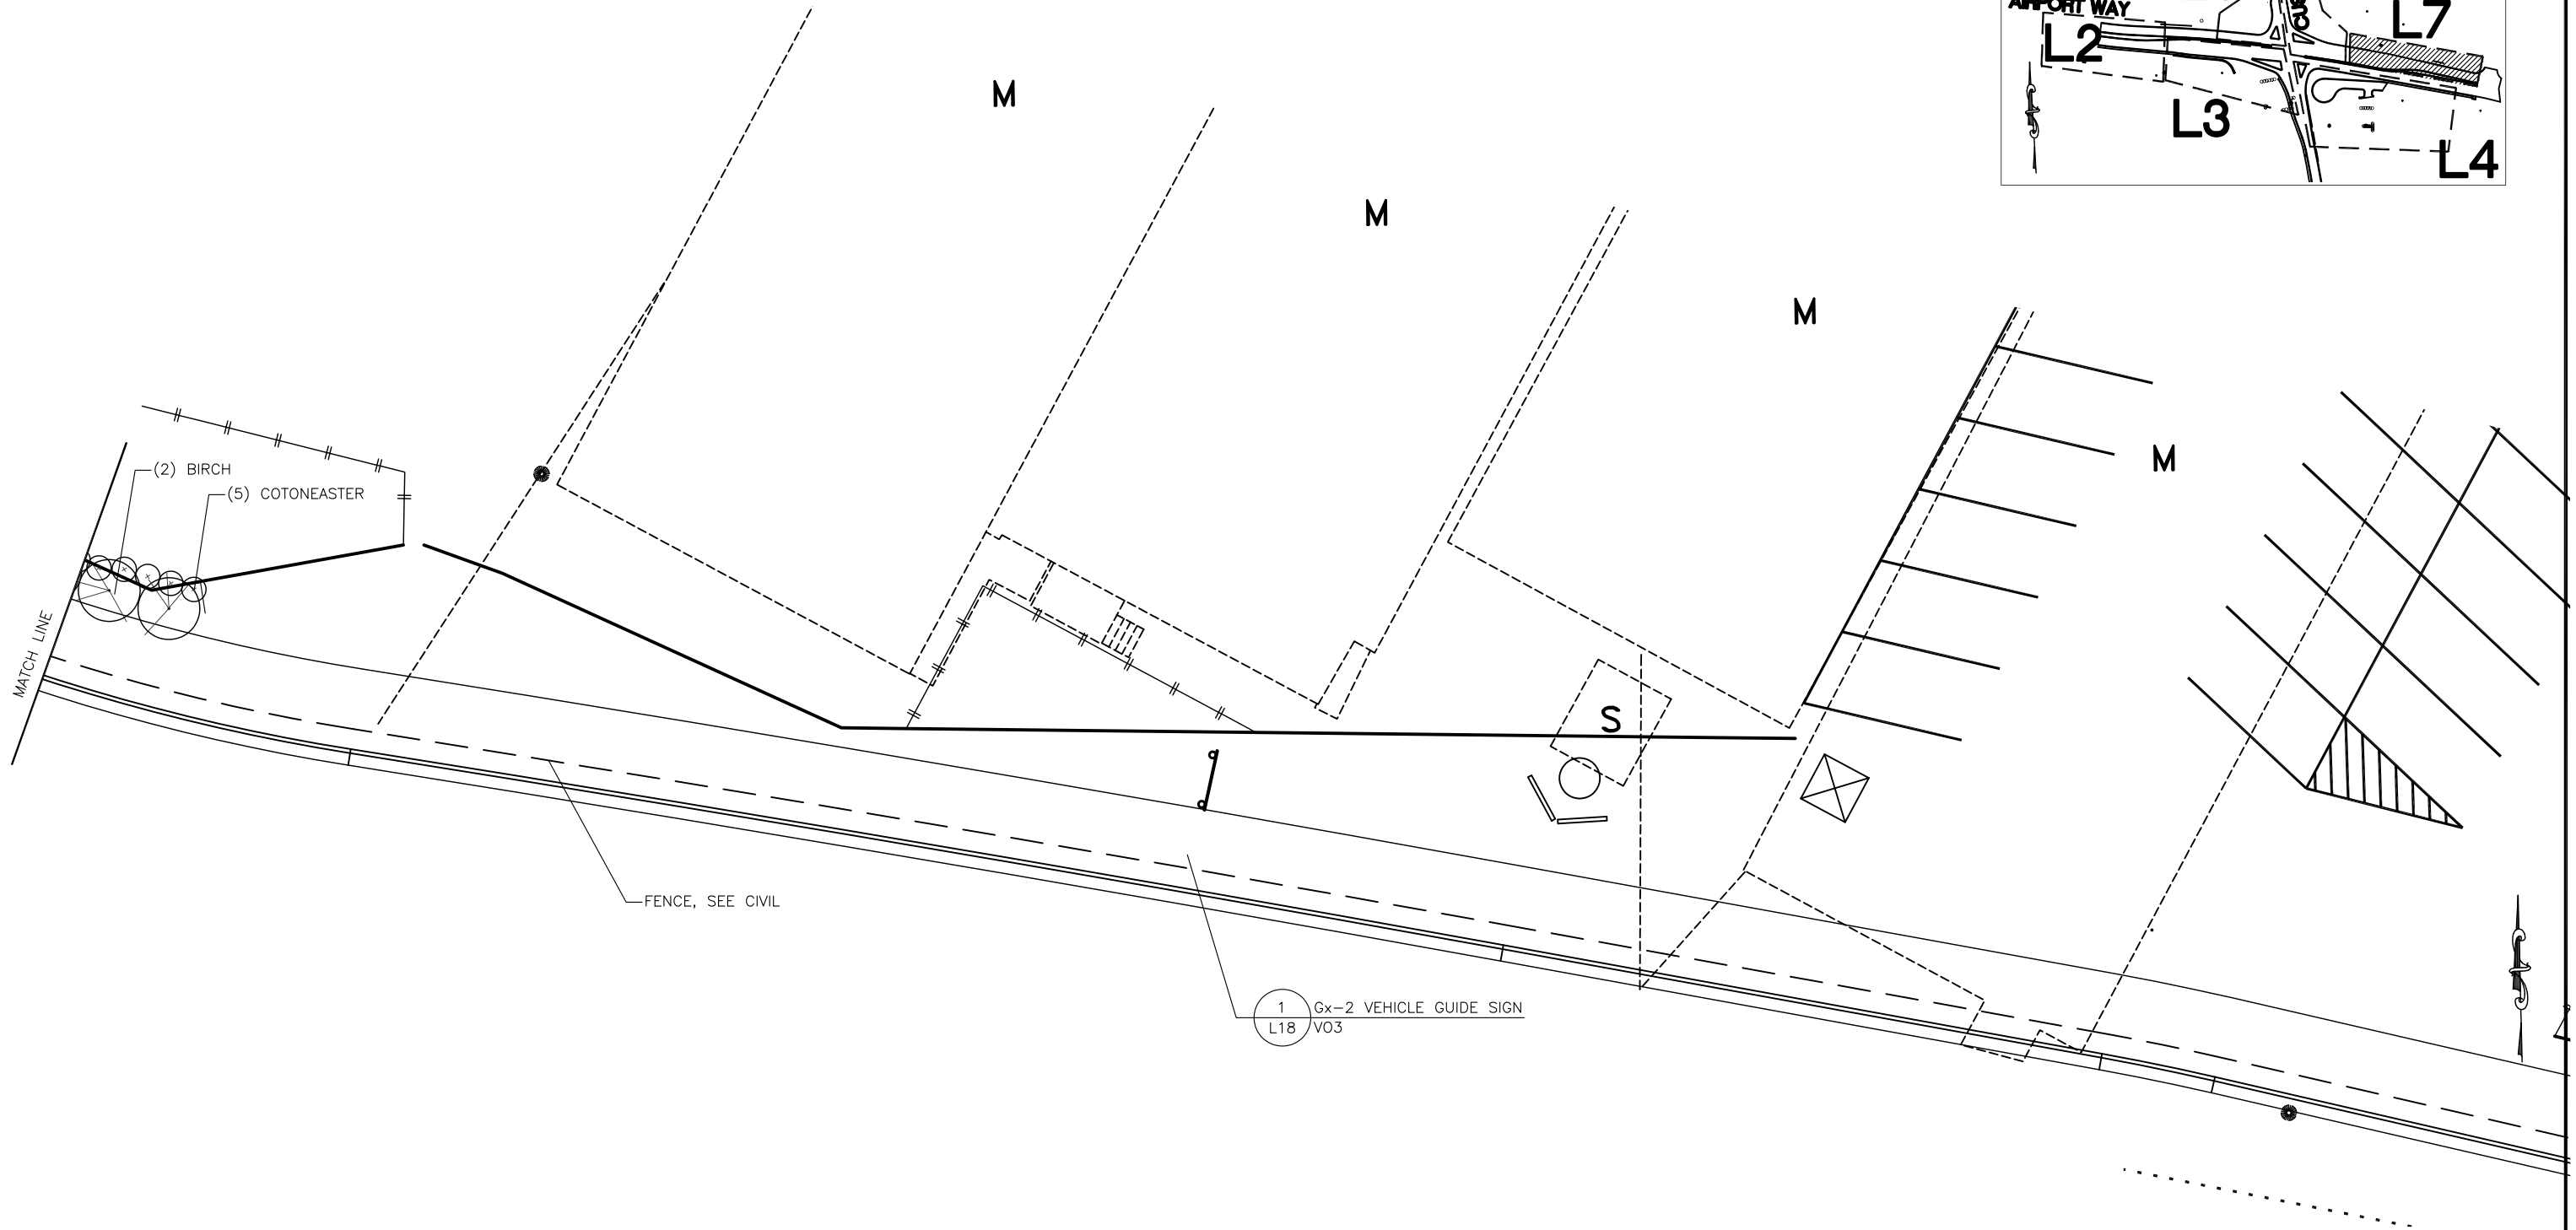 AIRPORT WAY
L2
L3
L7
L4
M
M
M
M
(2) BIRCH
(5) COTONEASTER
MATCH LINE
S
FENCE, SEE CIVIL
1
L18
Gx-2 VEHICLE GUIDE SIGN
V03